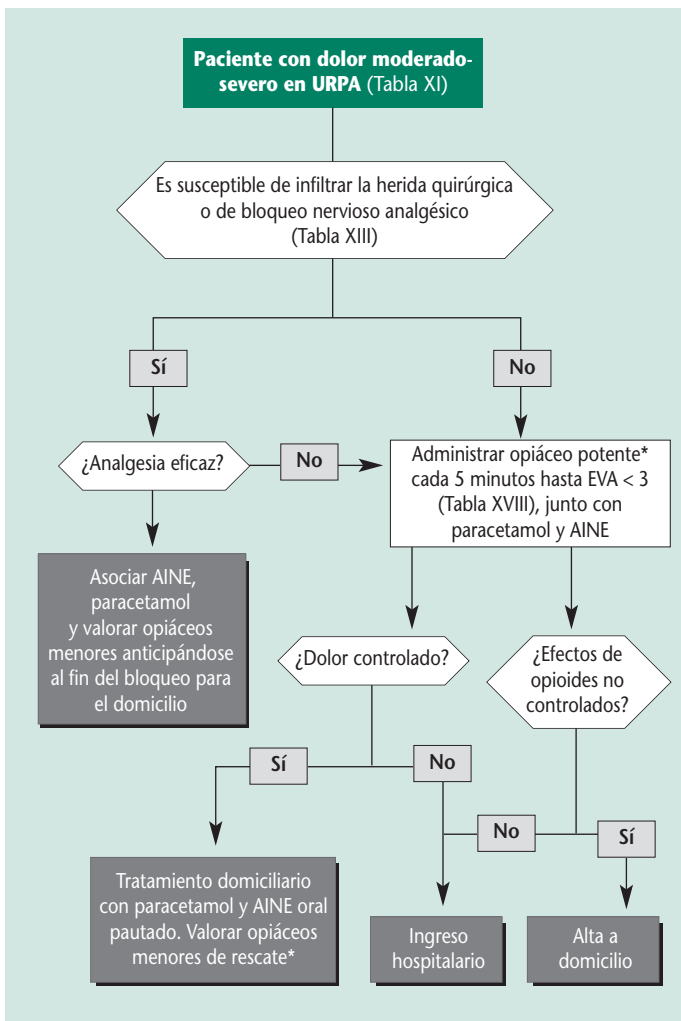 Paciente con dolor moderado-
severo en URPA (Tabla XI)
Es susceptible de infiltrar la herida quirúrgica
o de bloqueo nervioso analgésico
(Tabla XIII)
Sí
No
¿Analgesia eficaz?
No
Administrar opiáceo potente*
cada 5 minutos hasta EVA < 3
(Tabla XVIII), junto con
paracetamol y AINE
Asociar AINE,
paracetamol
y valorar opiáceos
menores anticipándose
al fin del bloqueo para
el domicilio
¿Dolor controlado?
¿Efectos de
opioides no
controlados?
Sí
No
No
Sí
Tratamiento domiciliario
con paracetamol y AINE oral
pautado. Valorar opiáceos
menores de rescate*
Ingreso
hospitalario
Alta a
domicilio